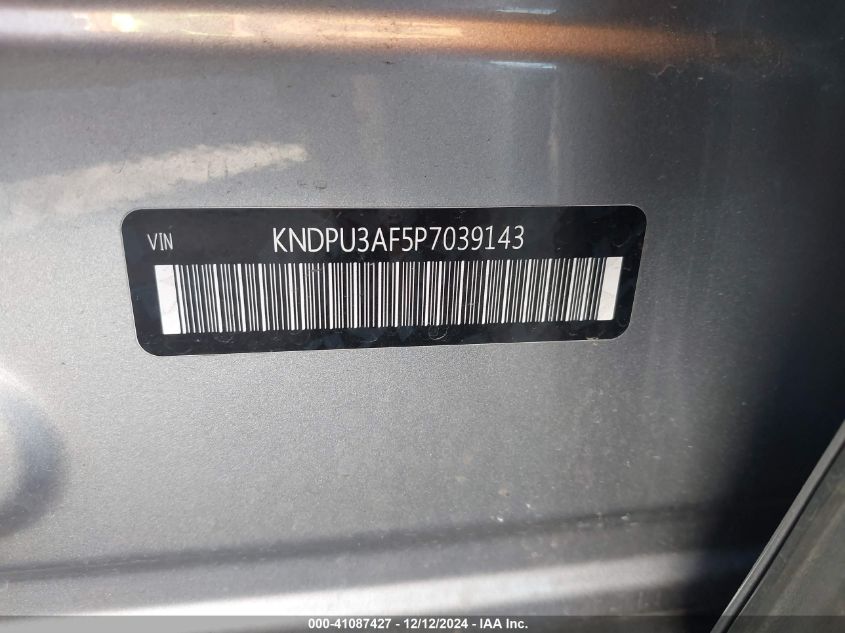 VIN
KNDPU3AF5P7039143
000-41087427 - 12/12/2024 - IAA Inc.